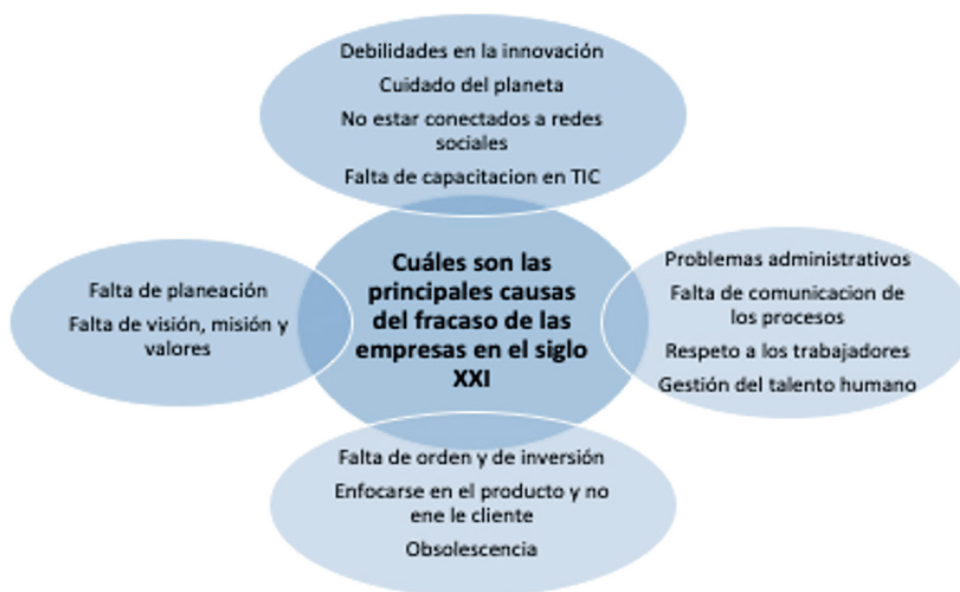 Debilidades en la innovación
Cuidado del planeta
No estar conectados a redes
sociales
Falta de capacitacion en TIC
Falta de planeación
Falta de visión, misión y
valores
Cuáles son las
principales causas
del fracaso de las
empresas en el siglo
XXI
Problemas administrativos
Falta de comunicacion de
los procesos
Respeto a los trabajadores
Gestión del talento humano
Falta de orden y de inversión
Enfocarse en el producto y no
ene le cliente
Obsolescencia